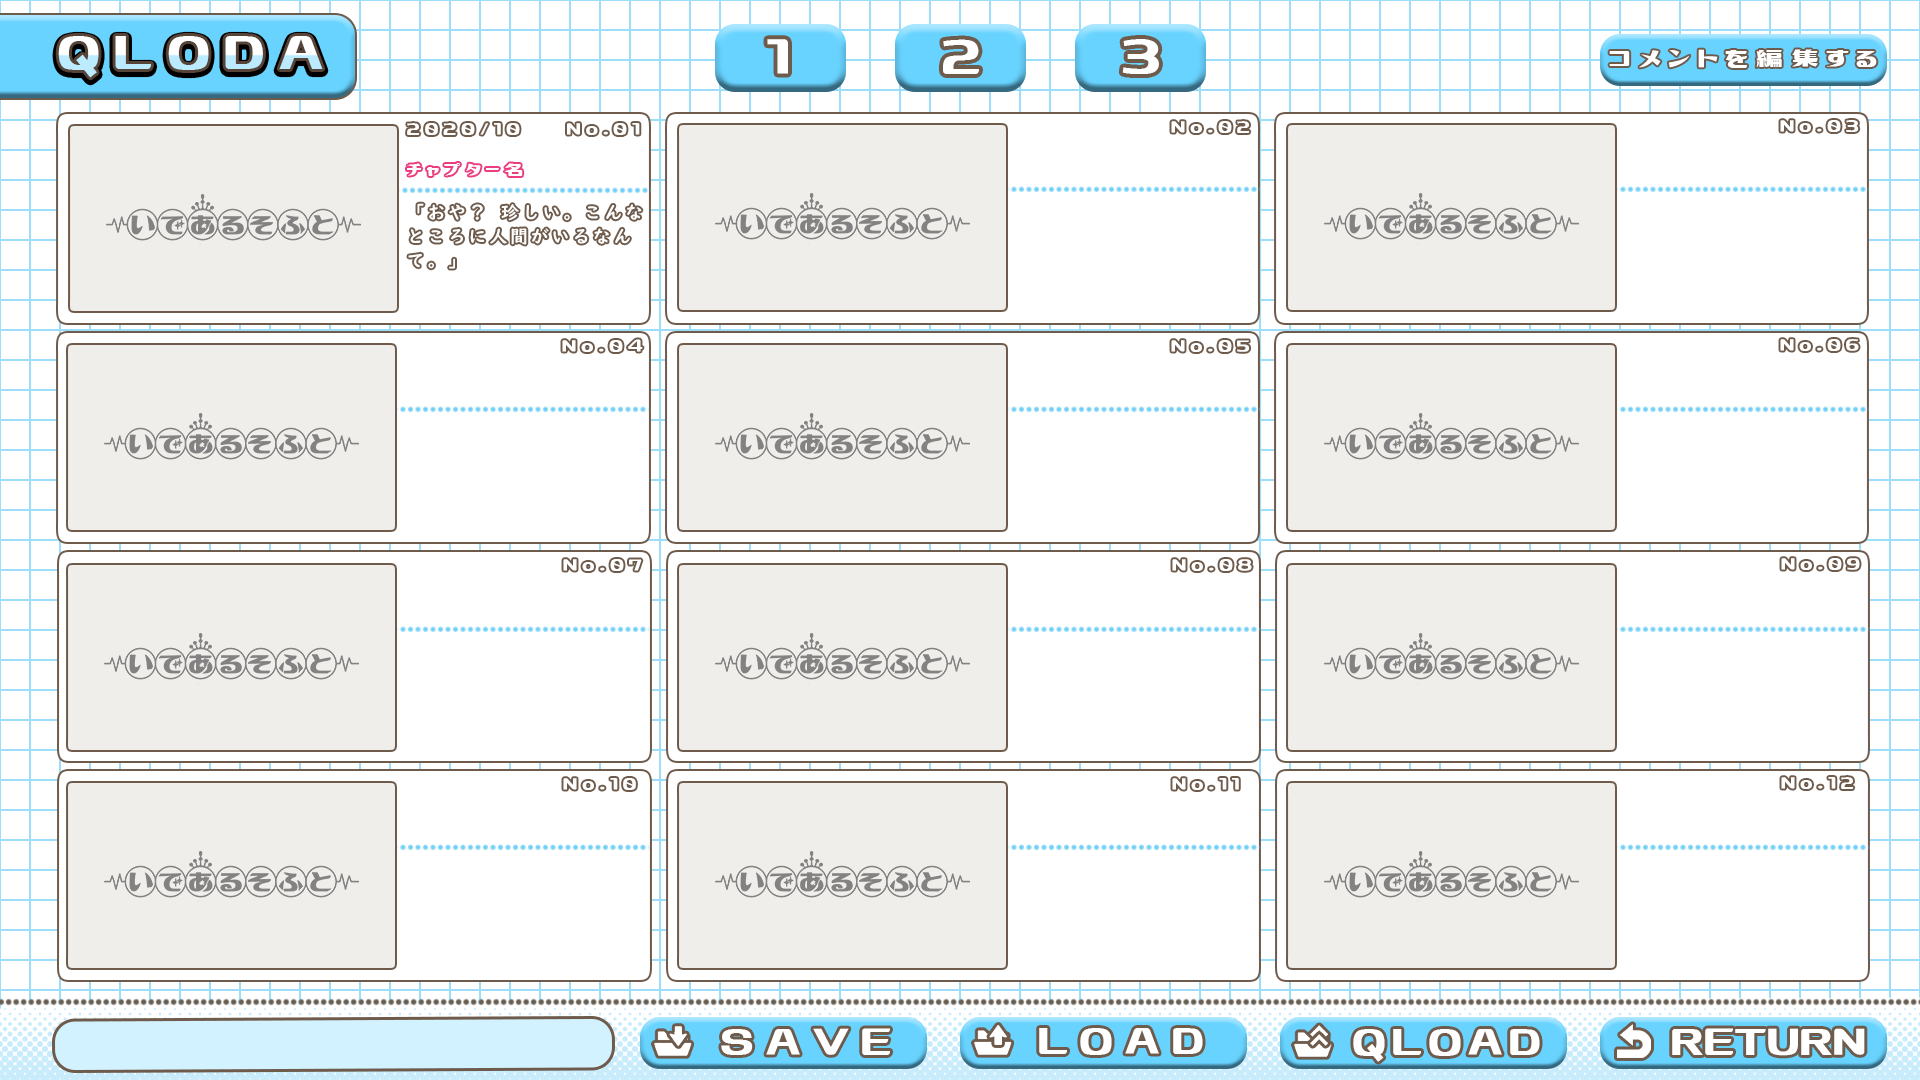 QLODA
1
2
3
コメントを編集する
2020/10 No.01
チャプター名
「おや？ 珍しい。こんな
ところに人間がいるなん
て。」
いであるそふと
No.02
いであるそふと
No.03
いであるそふと
No.04
いであるそふと
No.05
いであるそふと
No.06
いであるそふと
No.07
いであるそふと
No.08
いであるそふと
No.09
いであるそふと
No.10
いであるそふと
No.11
いであるそふと
No.12
いであるそふと
SAVE
LOAD
QLOAD
RETURN